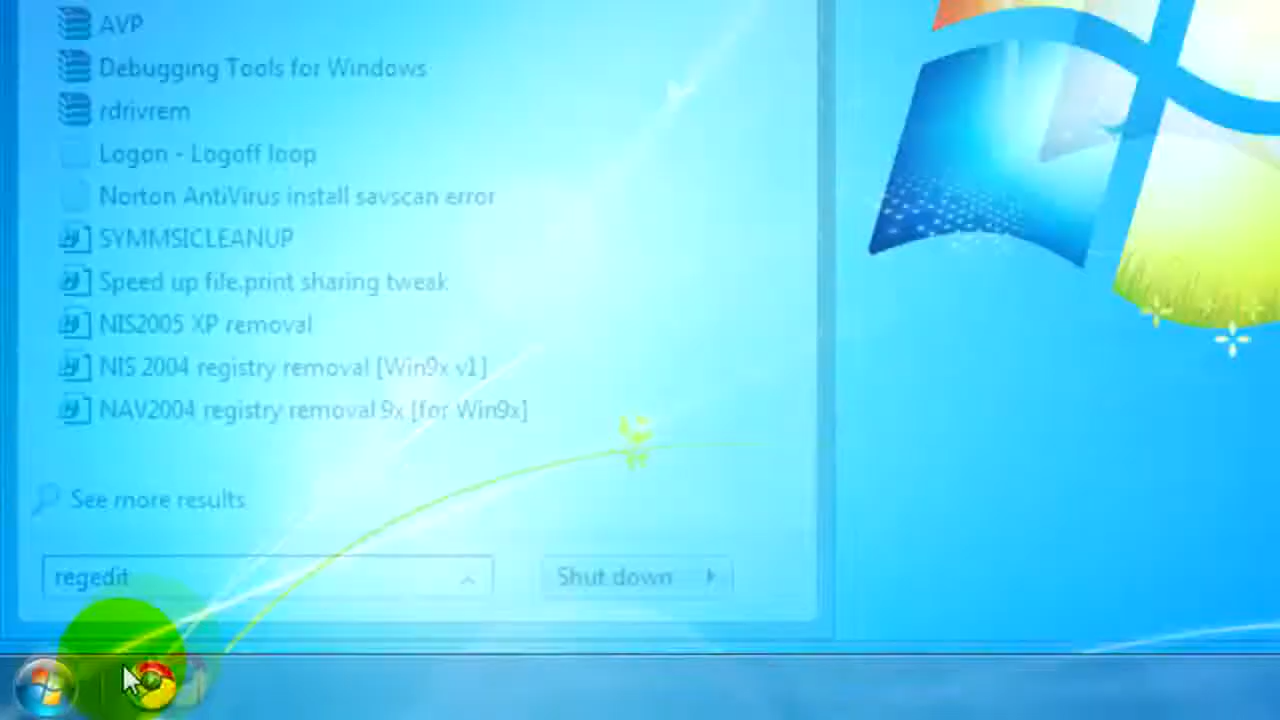 AVP
Debugging Tools for Windows
rdrivrem
Logon - Logoff loop
Norton AntiVirus install savscan error
SYMMSICLEANUP
Speed up file.print sharing tweak
NIS2005 XP removal
NIS 2004 registry removal [Win9x v1]
NAV2004 registry removal 9x [for Win9x]
See more results
regedit
Shut down